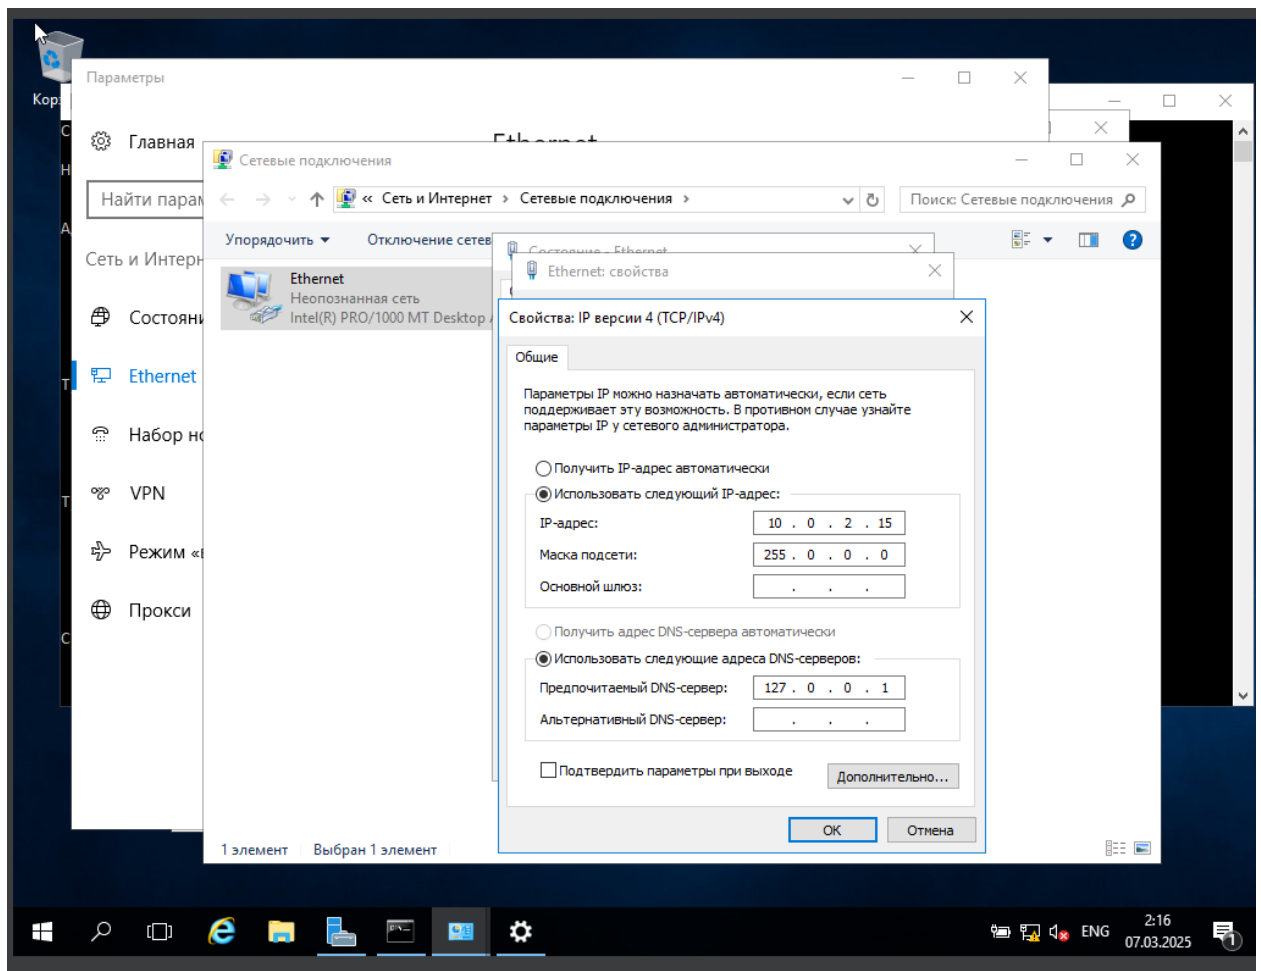 Параметры
Главная
Ethernet
Сетевые подключения
« Сеть и Интернет › Сетевые подключения ›
Поиск: Сетевые подключения
Упорядочить
Состояние - Ethernet
Ethernet: свойства
Ethernet
Неопознанная сеть
Intel(R) PRO/1000 MT Desktop
Найти
Сеть и
Ethernet
Набор
VPN
Режим
Прокси
Свойства: IP версии 4 (TCP/IPv4)
Общие
Параметры IP можно назначать автоматически, если сеть
поддерживает эту возможность. В противном случае узнайте
параметры IP у сетевого администратора.
Получить IP-адрес автоматически
Использовать следующий IP-адрес:
IP-адрес:
10 . 0 . 2 . 15
Маска подсети:
255 . 0 . 0 . 0
Основной шлюз:
. . .
Получить адрес DNS-сервера автоматически
Использовать следующие адреса DNS-серверов:
Предпочитаемый DNS-сервер:
127 . 0 . 0 . 1
Альтернативный DNS-сервер:
. . .
Подтвердить параметры при выходе
Дополнительно...
ОК
Отмена
1 элемент
Выбран 1 элемент
ENG
2:16
07.03.2025
1